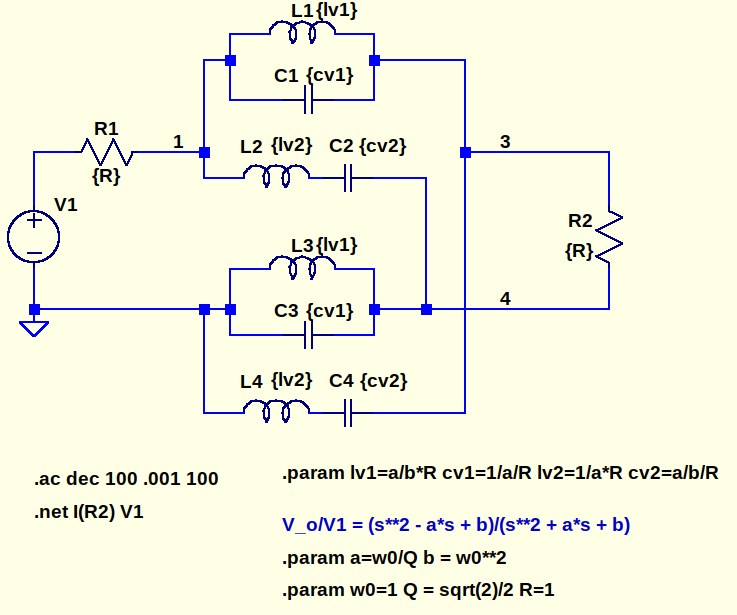 L1 {lv1}
C1 {cv1}
R1
1
L2 {lv2} C2 {cv2}
3
{R}
V1
R2
L3 {lv1}
{R}
4
C3 {cv1}
L4 {lv2} C4 {cv2}
.ac dec 100 .001 100
.param lv1=a/b*R cv1=1/a/R lv2=1/a*R cv2=a/b/R
.net I(R2) V1
V_o/V1 = (s**2 - a*s + b)/(s**2 + a*s + b)
.param a=w0/Q b = w0**2
.param w0=1 Q = sqrt(2)/2 R=1